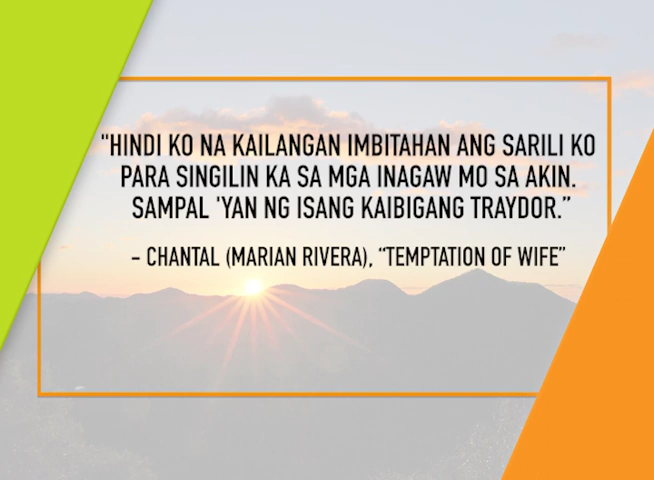 "HINDI KO NA KAILANGAN IMBITAHAN ANG SARILI KO
PARA SINGILIN KA SA MGA INAGAW MO SA AKIN.
SAMPAL 'YAN NG ISANG KAIBIGANG TRAYDOR.”
– CHANTAL (MARIAN RIVERA), “TEMPTATION OF WIFE”